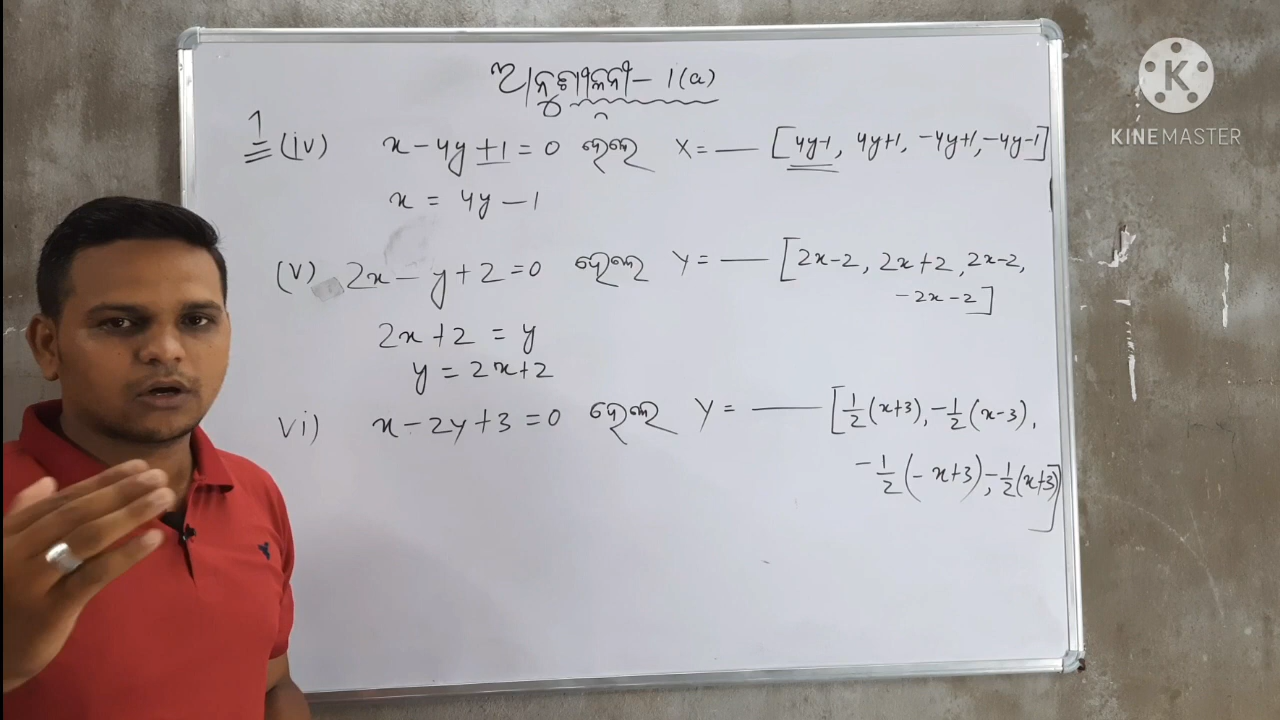 ଅନୁଶୀଳନୀ - 1(a)
1 (iv) x - 4y + 1 = 0 ହେଲେ X = — [4y-1, 4y+1, -4y+1, -4y-1]
x = 4y - 1
(v) 2x - y + 2 = 0 ହେଲେ Y = — [2x-2, 2x+2, 2x-2,
-2x-2]
2x + 2 = y
y = 2x+2
vi) x - 2y + 3 = 0 ହେଲେ Y = — [1/2(x+3), -1/2(x-3),
-1/2(-x+3), -1/2(x+3)]
K
KINEMASTER